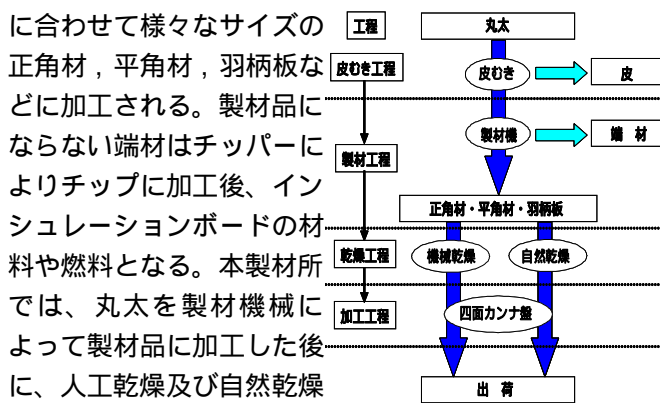 に合わせて様々なサイズの
正角材，平角材，羽柄板な
どに加工される。製材品に
ならない端材はチッパーに
よりチップに加工後、イン
シュレーションボードの材
料や燃料となる。本製材所
では、丸太を製材機械に
よって製材品に加工した後
に、人工乾燥及び自然乾燥
工程
丸太
皮むき工程
皮むき
皮
製材機
端 材
製材工程
正角材・平角材・羽柄板
乾燥工程
機械乾燥
自然乾燥
加工工程
四面カンナ盤
出 荷